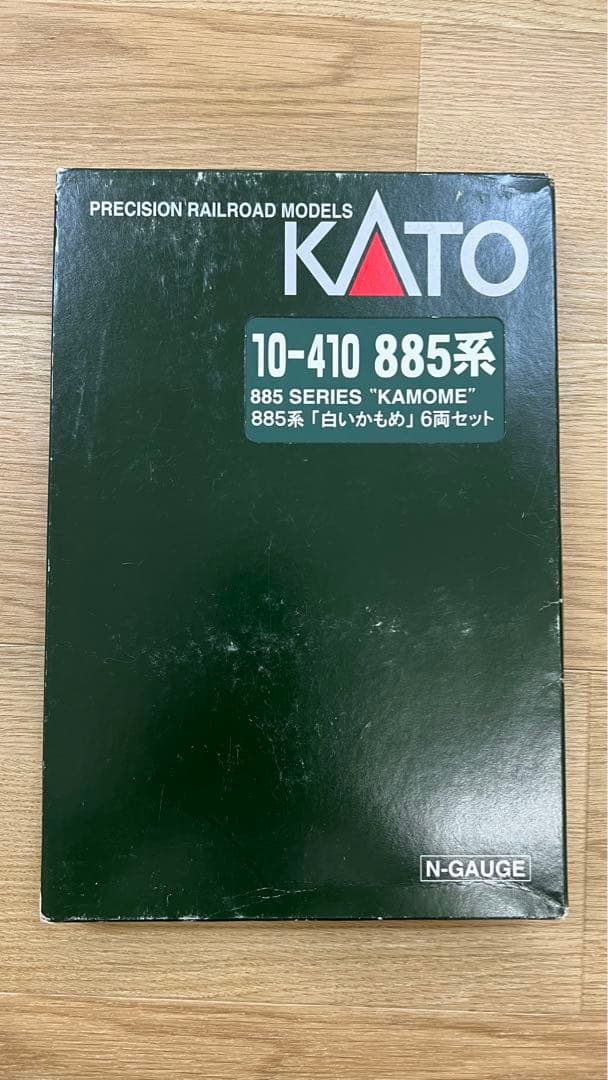 PRECISION RAILROAD MODELS
KATO
10-410 885系
885 SERIES "KAMOME"
885系「白いかもめ」6両セット
N-GAUGE